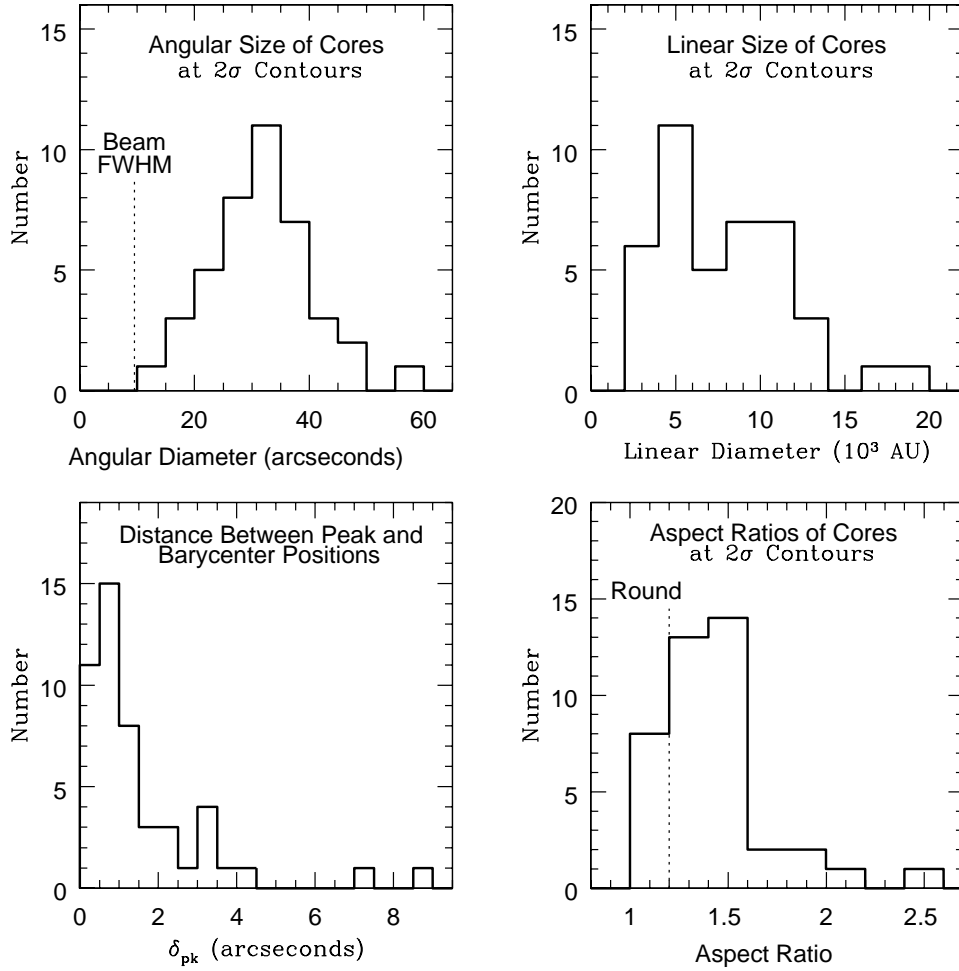 Angular Size of Cores
at 2σ Contours
Beam
FWHM
Number
15
10
5
0
0 20 40 60
Angular Diameter (arcseconds)
Linear Size of Cores
at 2σ Contours
Number
15
10
5
0
0 5 10 15 20
Linear Diameter (10³ AU)
Distance Between Peak and
Barycenter Positions
Number
15
10
5
0
0 2 4 6 8
δpk (arcseconds)
Aspect Ratios of Cores
at 2σ Contours
Round
Number
20
15
10
5
0
1 1.5 2 2.5
Aspect Ratio